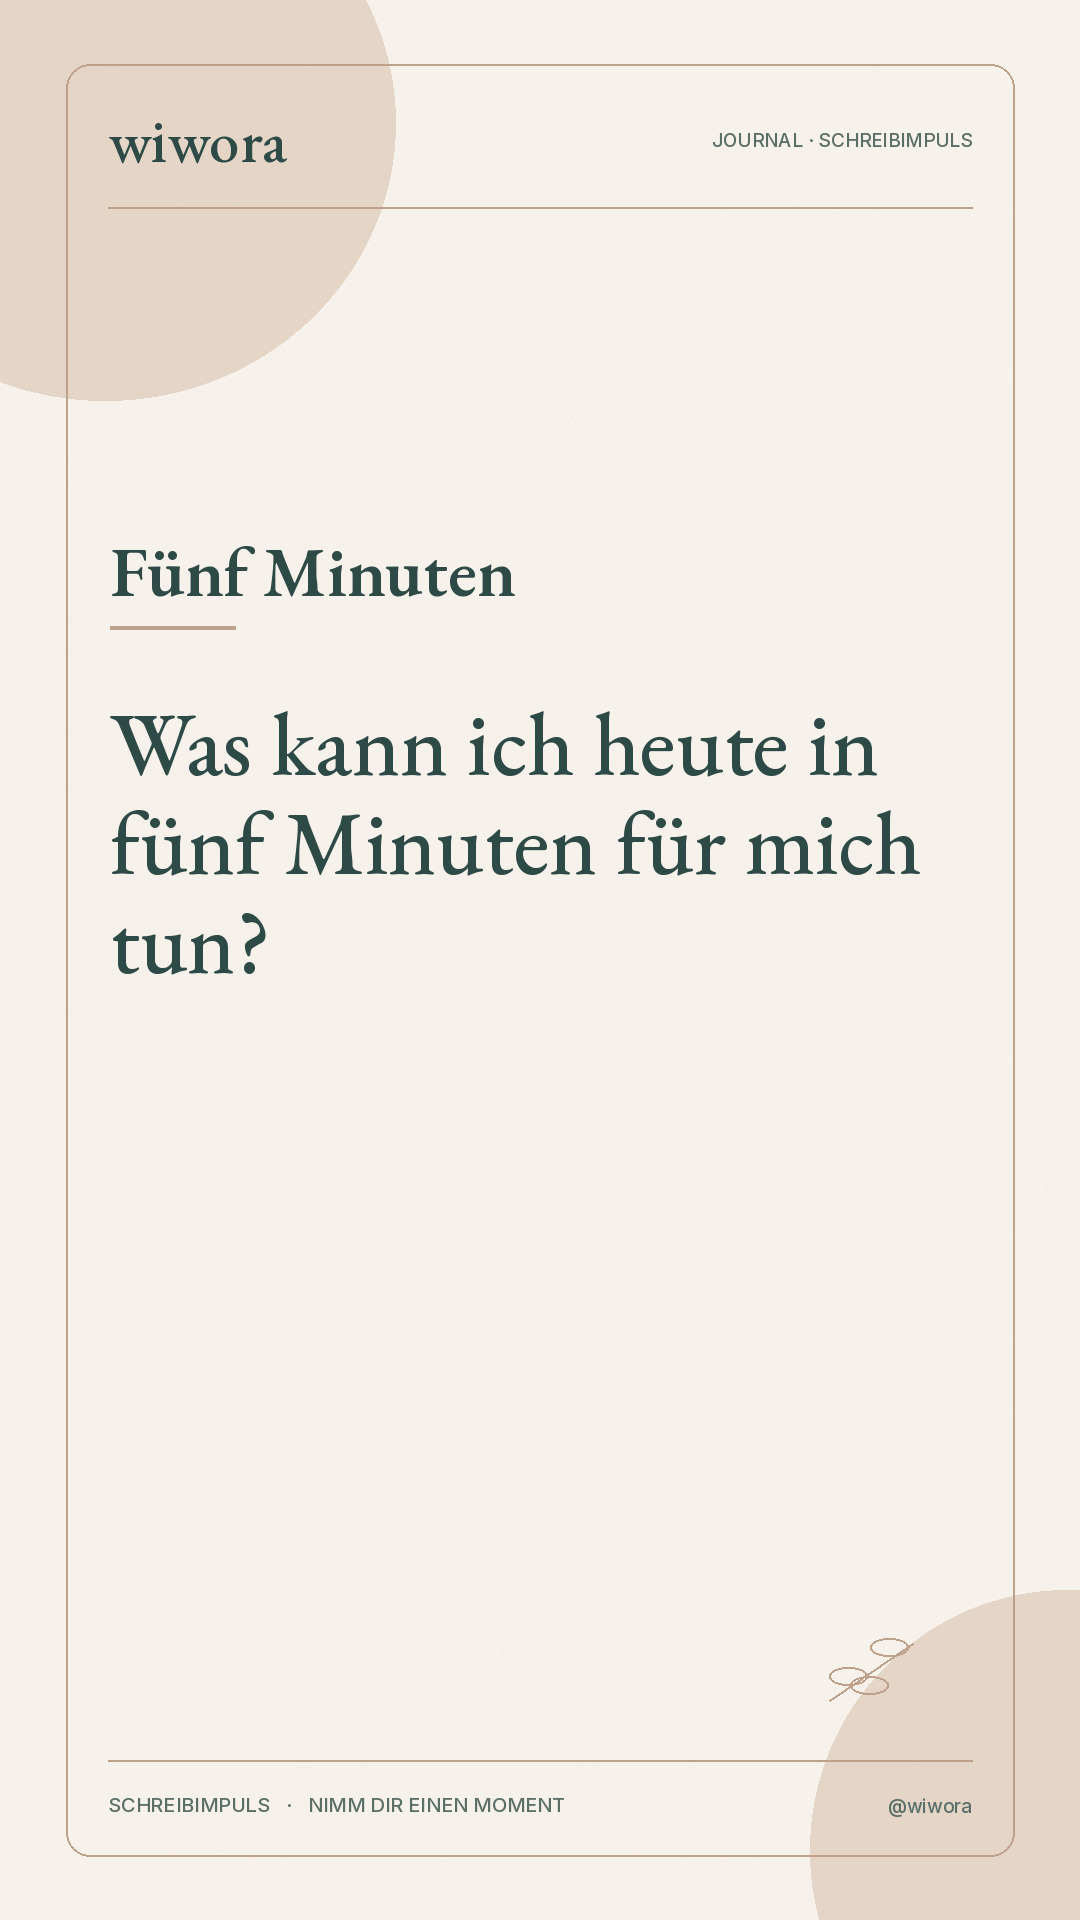 wiwora
JOURNAL · SCHREIBIMPULS
Fünf Minuten
Was kann ich heute in
fünf Minuten für mich
tun?
SCHREIBIMPULS · NIMM DIR EINEN MOMENT
@wiwora